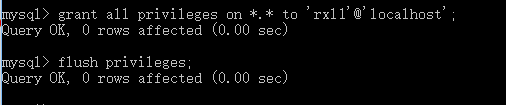 mysql> grant all privileges on *.* to 'rxll'@'localhost';
Query OK, 0 rows affected (0.00 sec)
mysql> flush privileges;
Query OK, 0 rows affected (0.00 sec)